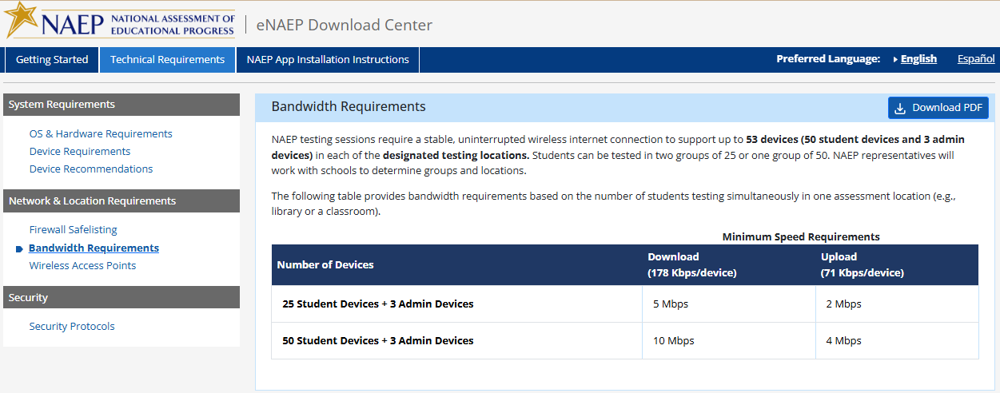 NAEP NATIONAL ASSESSMENT OF
EDUCATIONAL PROGRESS
eNAEP Download Center
Getting Started Technical Requirements NAEP App Installation Instructions Preferred Language: English Español
System Requirements
OS & Hardware Requirements
Device Requirements
Device Recommendations
Network & Location Requirements
Firewall Safelisting
Bandwidth Requirements
Wireless Access Points
Security
Security Protocols
Bandwidth Requirements Download PDF
NAEP testing sessions require a stable, uninterrupted wireless internet connection to support up to 53 devices (50 student devices and 3 admin
devices) in each of the designated testing locations. Students can be tested in two groups of 25 or one group of 50. NAEP representatives will
work with schools to determine groups and locations.
The following table provides bandwidth requirements based on the number of students testing simultaneously in one assessment location (e.g.,
library or a classroom).
Minimum Speed Requirements
Number of Devices Download Upload
(178 Kbps/device) (71 Kbps/device)
25 Student Devices + 3 Admin Devices 5 Mbps 2 Mbps
50 Student Devices + 3 Admin Devices 10 Mbps 4 Mbps